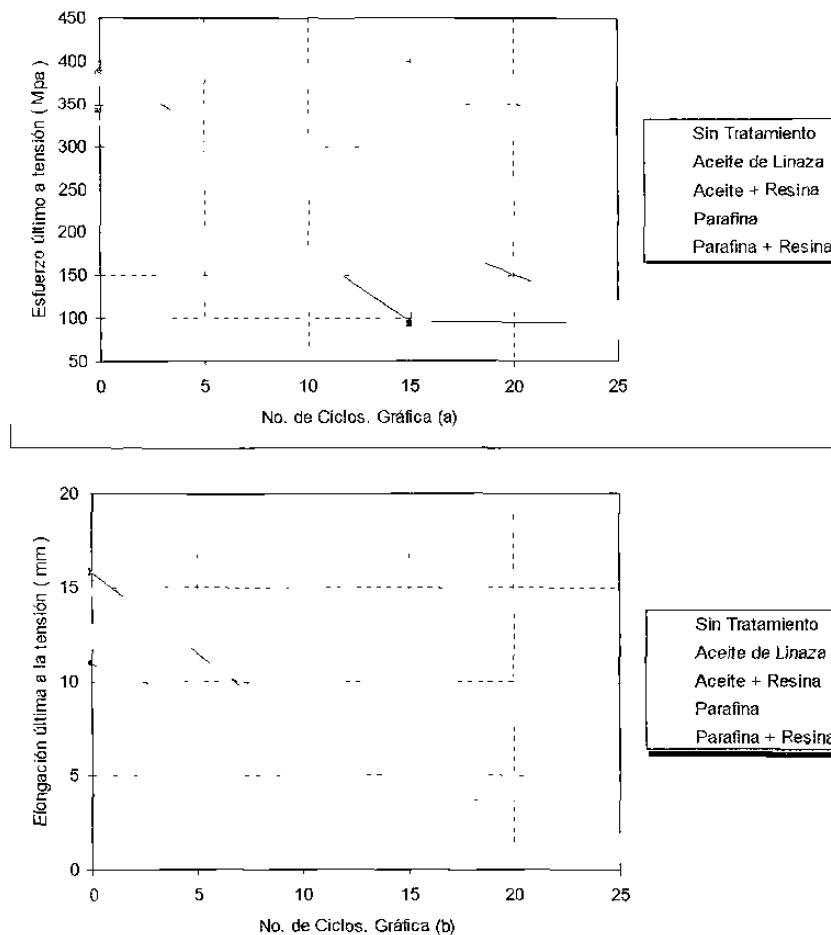 450
400
350
300
250
200
150
100
50
Esfuerzo último a tensión ( Mpa )
0 5 10 15 20 25
No. de Ciclos. Gráfica (a)
Sin Tratamiento
Aceite de Linaza
Aceite + Resina
Parafina
Parafina + Resina
20
15
10
5
0
Elongación última a la tensión ( mm )
0 5 10 15 20 25
No. de Ciclos. Gráfica (b)
Sin Tratamiento
Aceite de Linaza
Aceite + Resina
Parafina
Parafina + Resina